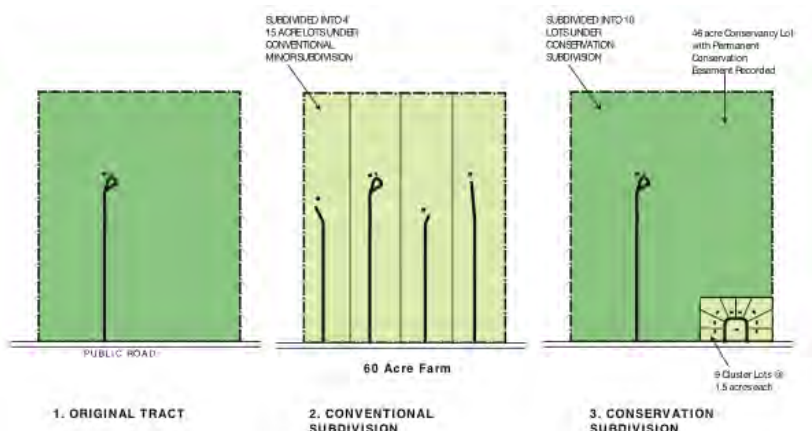 SUBDIVIDED INTO 4
15 ACRE LOTS UNDER
CONVENTIONAL
MINOR SUBDIVISION
SUBDIVIDED INTO 10
LOTS UNDER
CONSERVATION
SUBDIVISION
46 acre Conservancy Lot
with Permanent
Conservation
Easement Recorded
PUBLIC ROAD
60 Acre Farm
9 Cluster Lots @
1.5 acres each
1. ORIGINAL TRACT
2. CONVENTIONAL
SUBDIVISION
3. CONSERVATION
SUBDIVISION